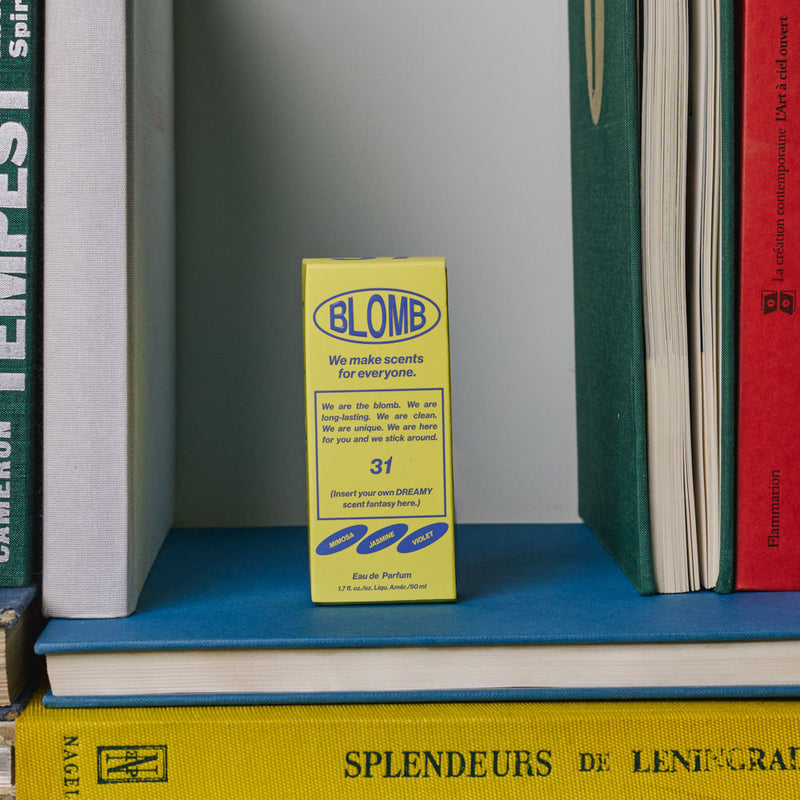 TEMPEST
CAMERON
BLOMB
We make scents
for everyone.
We are the blomb. We are
long-lasting. We are clean.
We are unique. We are here
for you and we stick around.
31
(Insert your own DREAMY
scent fantasy here.)
MIMOSA
JASMINE
VIOLET
Eau de Parfum
1.7 fl. oz./oz. Liqu. Amér./50 ml
La création contemporaine L'Art à ciel ouvert
Flammarion
NAGEL
SPLENDEURS DE LENINGRAD